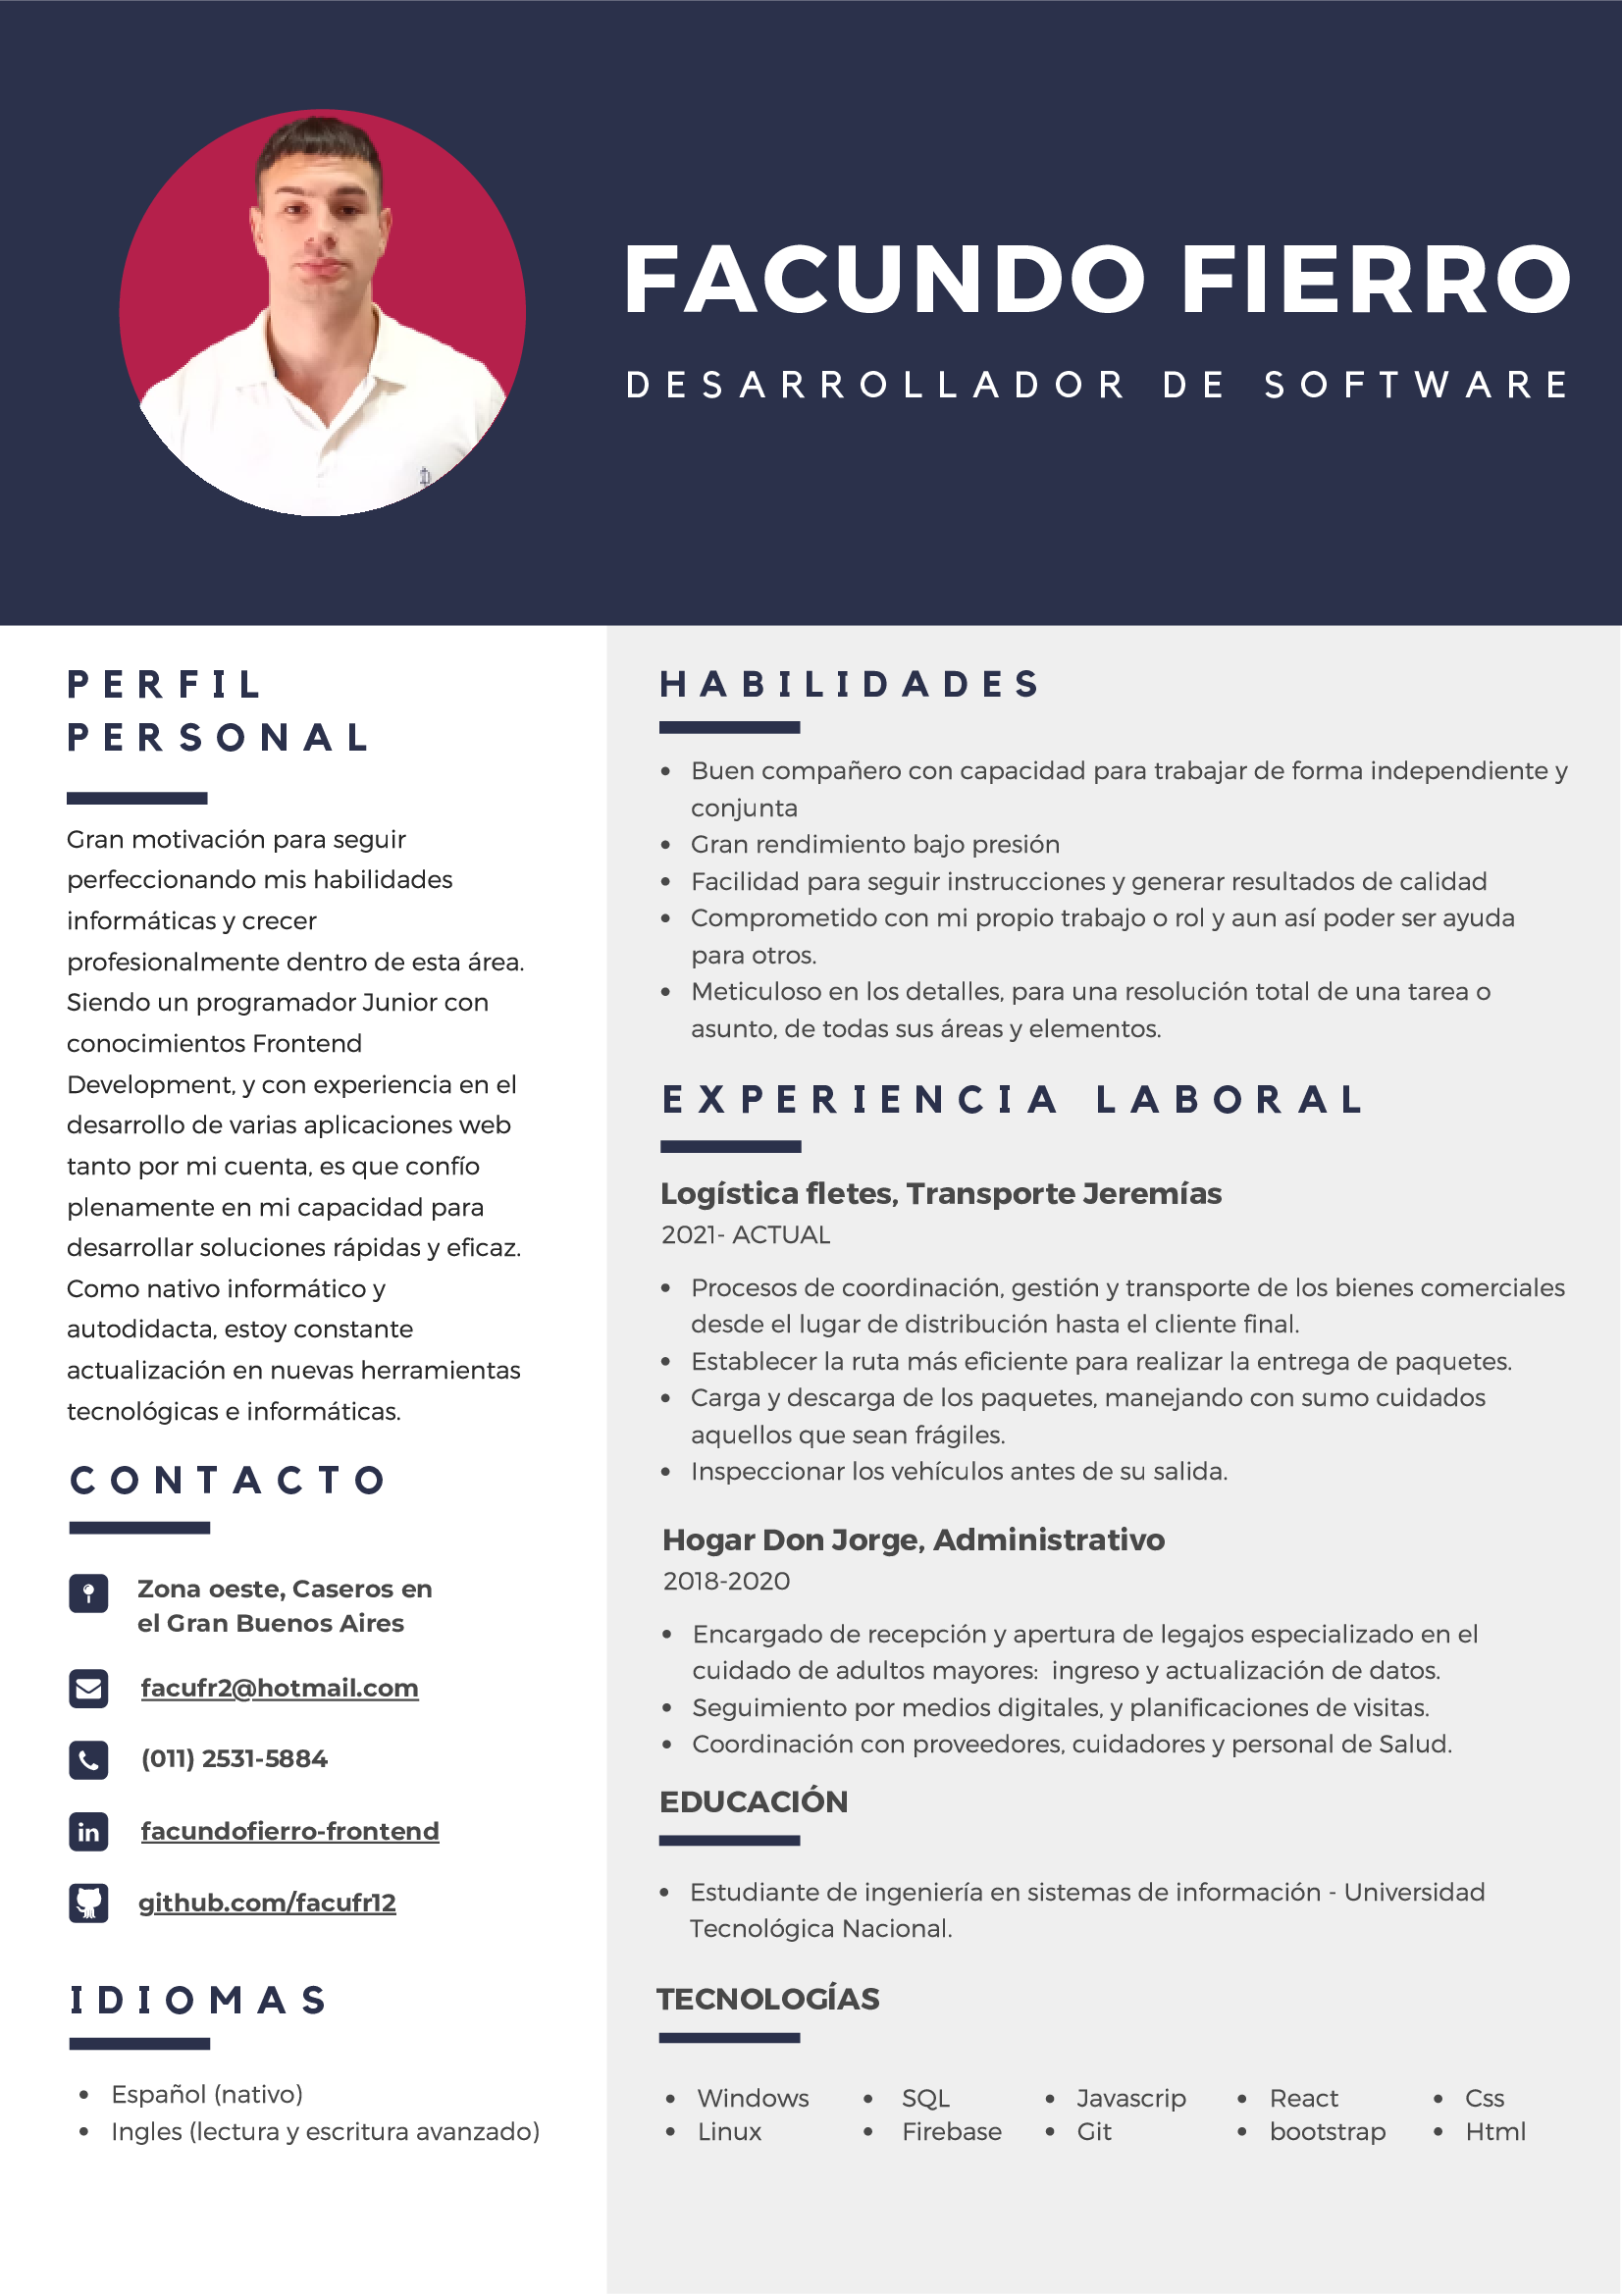 FACUNDO FIERRO
DESARROLLADOR DE SOFTWARE
PERFIL
PERSONAL
Gran motivación para seguir
perfeccionando mis habilidades
informáticas y crecer
profesionalmente dentro de esta área.
Siendo un programador Junior con
conocimientos Frontend
Development, y con experiencia en el
desarrollo de varias aplicaciones web
tanto por mi cuenta, es que confío
plenamente en mi capacidad para
desarrollar soluciones rápidas y eficaz.
Como nativo informático y
autodidacta, estoy constante
actualización en nuevas herramientas
tecnológicas e informáticas.
CONTACTO
Zona oeste, Caseros en
el Gran Buenos Aires
facufr2@hotmail.com
(011) 2531-5884
in
facundofierro-frontend
github.com/facufr12
IDIOMAS
• Español (nativo)
• Ingles (lectura y escritura avanzado)
HABILIDADES
• Buen compañero con capacidad para trabajar de forma independiente y
conjunta
• Gran rendimiento bajo presión
• Facilidad para seguir instrucciones y generar resultados de calidad
• Comprometido con mi propio trabajo o rol y aun así poder ser ayuda
para otros.
• Meticuloso en los detalles, para una resolución total de una tarea o
asunto, de todas sus áreas y elementos.
EXPERIENCIA LABORAL
Logística fletes, Transporte Jeremías
2021- ACTUAL
• Procesos de coordinación, gestión y transporte de los bienes comerciales
desde el lugar de distribución hasta el cliente final.
• Establecer la ruta más eficiente para realizar la entrega de paquetes.
• Carga y descarga de los paquetes, manejando con sumo cuidados
aquellos que sean frágiles.
• Inspeccionar los vehículos antes de su salida.
Hogar Don Jorge, Administrativo
2018-2020
• Encargado de recepción y apertura de legajos especializado en el
cuidado de adultos mayores:  ingreso y actualización de datos.
• Seguimiento por medios digitales, y planificaciones de visitas.
• Coordinación con proveedores, cuidadores y personal de Salud.
EDUCACIÓN
• Estudiante de ingeniería en sistemas de información - Universidad
Tecnológica Nacional.
TECNOLOGÍAS
• Windows • SQL • Javascrip • React • Css
• Linux • Firebase • Git • bootstrap • Html